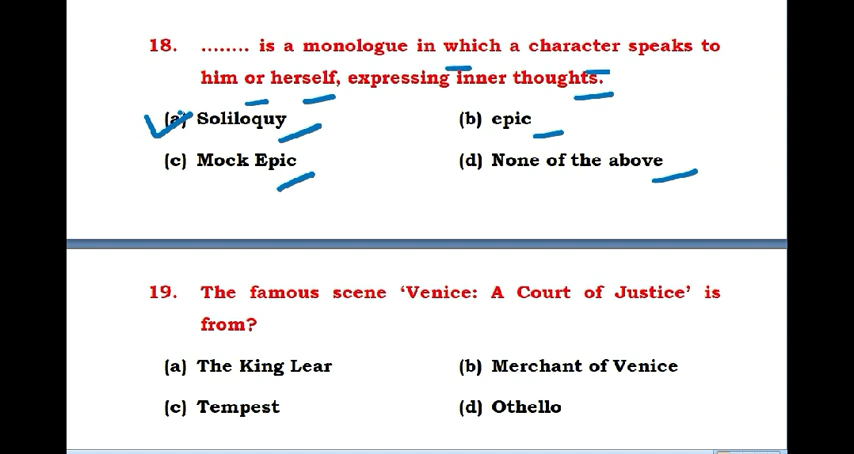 18. ........ is a monologue in which a character speaks to
him or herself, expressing inner thoughts.
(a) Soliloquy (b) epic
(c) Mock Epic (d) None of the above
19. The famous scene ‘Venice: A Court of Justice’ is
from?
(a) The King Lear (b) Merchant of Venice
(c) Tempest (d) Othello